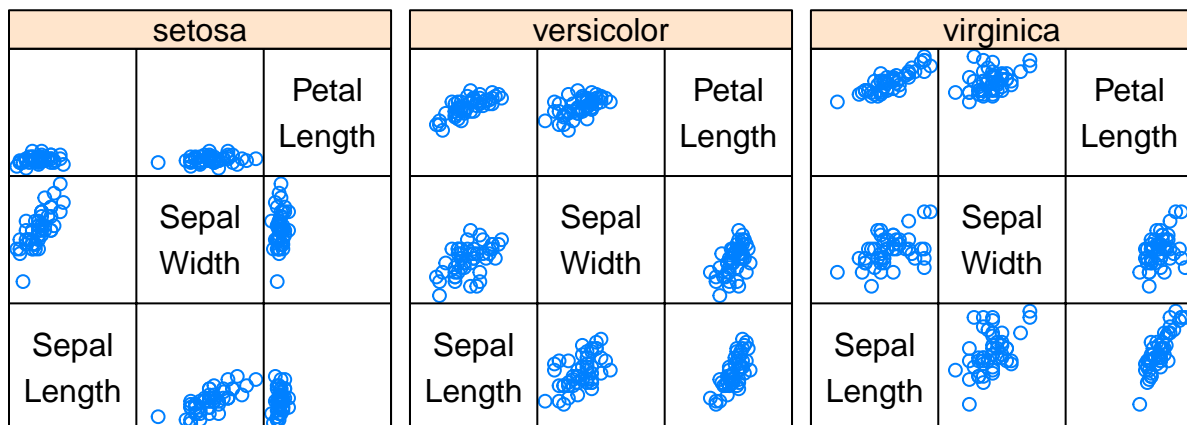 setosa
Petal
Length
Sepal
Width
Sepal
Length
versicolor
Petal
Length
Sepal
Width
Sepal
Length
virginica
Petal
Length
Sepal
Width
Sepal
Length